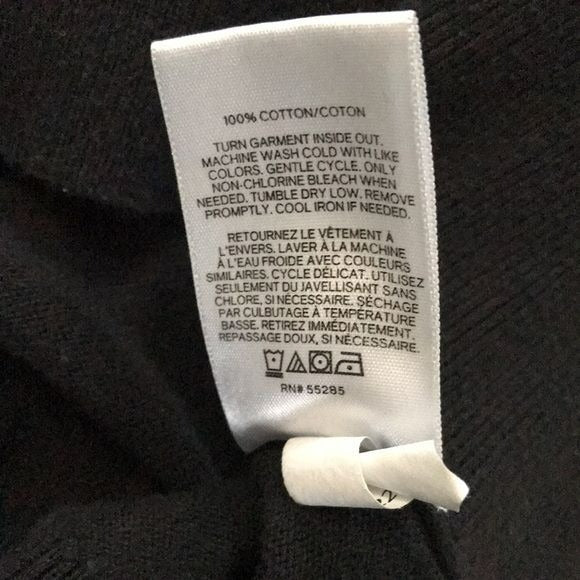 100% COTTON/COTON
TURN GARMENT INSIDE OUT.
MACHINE WASH COLD WITH LIKE
COLORS. GENTLE CYCLE. ONLY
NON-CHLORINE BLEACH WHEN
NEEDED. TUMBLE DRY LOW. REMOVE
PROMPTLY. COOL IRON IF NEEDED.
RETOURNEZ LE VÊTEMENT À
L'ENVERS. LAVER À LA MACHINE
À L'EAU FROIDE AVEC COULEURS
SIMILAIRES. CYCLE DÉLICAT. UTILISEZ
SEULEMENT DU JAVELLISANT SANS
CHLORE, SI NÉCESSAIRE. SÉCHAGE
PAR CULBUTAGE À TEMPÉRATURE
BASSE. RETIREZ IMMÉDIATEMENT.
REPASSAGE DOUX, SI NÉCESSAIRE.
RN# 55285